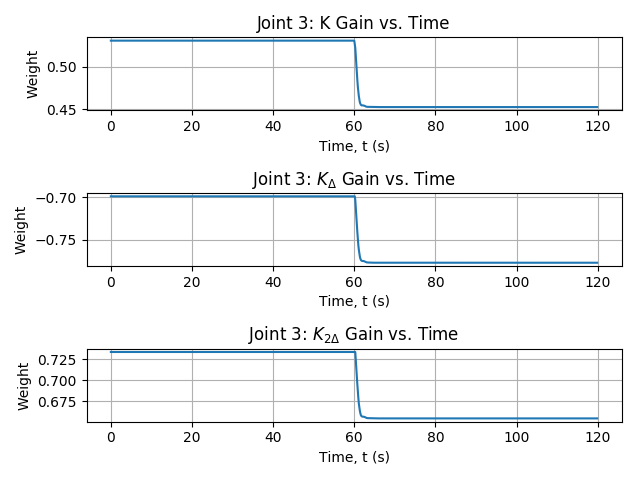 Joint 3: K Gain vs. Time
Weight
0.50
0.45
0 20 40 60 80 100 120
Time, t (s)
Joint 3: K_Δ Gain vs. Time
Weight
−0.70
−0.75
0 20 40 60 80 100 120
Time, t (s)
Joint 3: K_{2Δ} Gain vs. Time
Weight
0.725
0.700
0.675
0 20 40 60 80 100 120
Time, t (s)